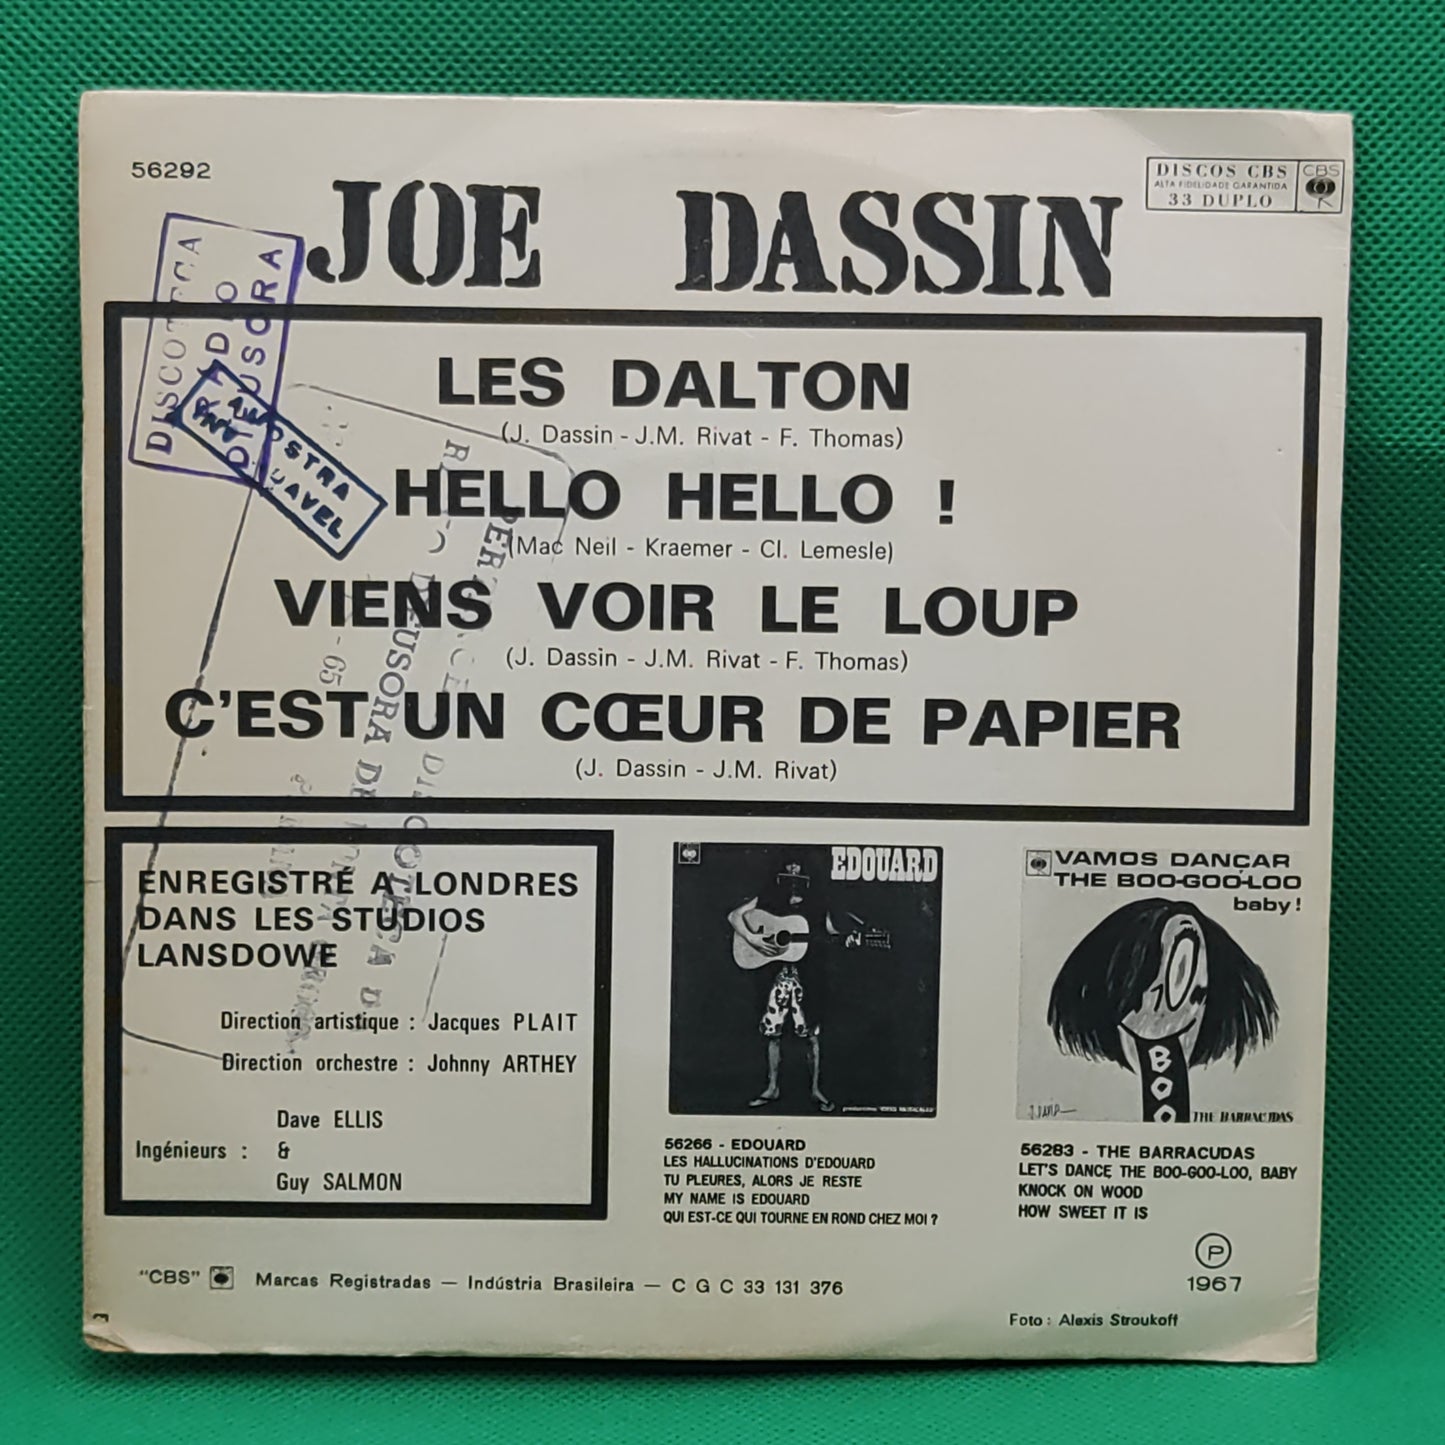 56292
JOE DASSIN
DISCOS CBS
ALTA FIDELIDADE GARANTIDA
33 DUPLO
CBS
DISCOTECA
RADIO
DIFUSORA
AMOSTRA
INVENDAVEL
LES DALTON
(J. Dassin - J.M. Rivat - F. Thomas)
HELLO HELLO !
(Mac Neil - Kraemer - Cl. Lemesle)
VIENS VOIR LE LOUP
(J. Dassin - J.M. Rivat - F. Thomas)
C'EST UN CŒUR DE PAPIER
(J. Dassin - J.M. Rivat)
ENREGISTRÉ A LONDRES
DANS LES STUDIOS
LANSDOWE
Direction artistique : Jacques PLAIT
Direction orchestre : Johnny ARTHEY
Dave ELLIS
Ingénieurs : &
Guy SALMON
EDOUARD
56266 - EDOUARD
LES HALLUCINATIONS D'EDOUARD
TU PLEURES, ALORS JE RESTE
MY NAME IS EDOUARD
QUI EST-CE QUI TOURNE EN ROND CHEZ MOI ?
VAMOS DANÇAR
THE BOO-GOO-LOO
baby!
BOO
THE BARRACUDAS
56283 - THE BARRACUDAS
LET'S DANCE THE BOO-GOO-LOO, BABY
KNOCK ON WOOD
HOW SWEET IT IS
"CBS" Marcas Registradas — Indústria Brasileira — C G C 33 131 376
P
1967
Foto : Alexis Stroukoff